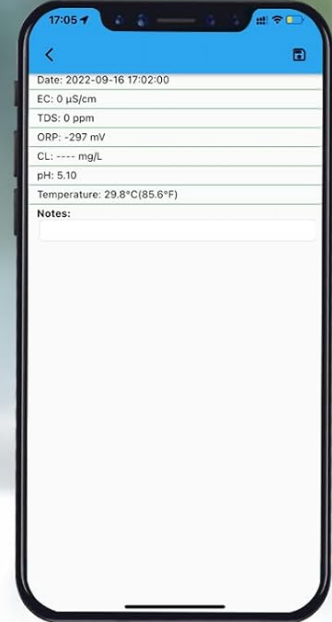 17:05
Date: 2022-09-16 17:02:00
EC: 0 µS/cm
TDS: 0 ppm
ORP: -297 mV
CL: ---- mg/L
pH: 5.10
Temperature: 29.8°C(85.6°F)
Notes: